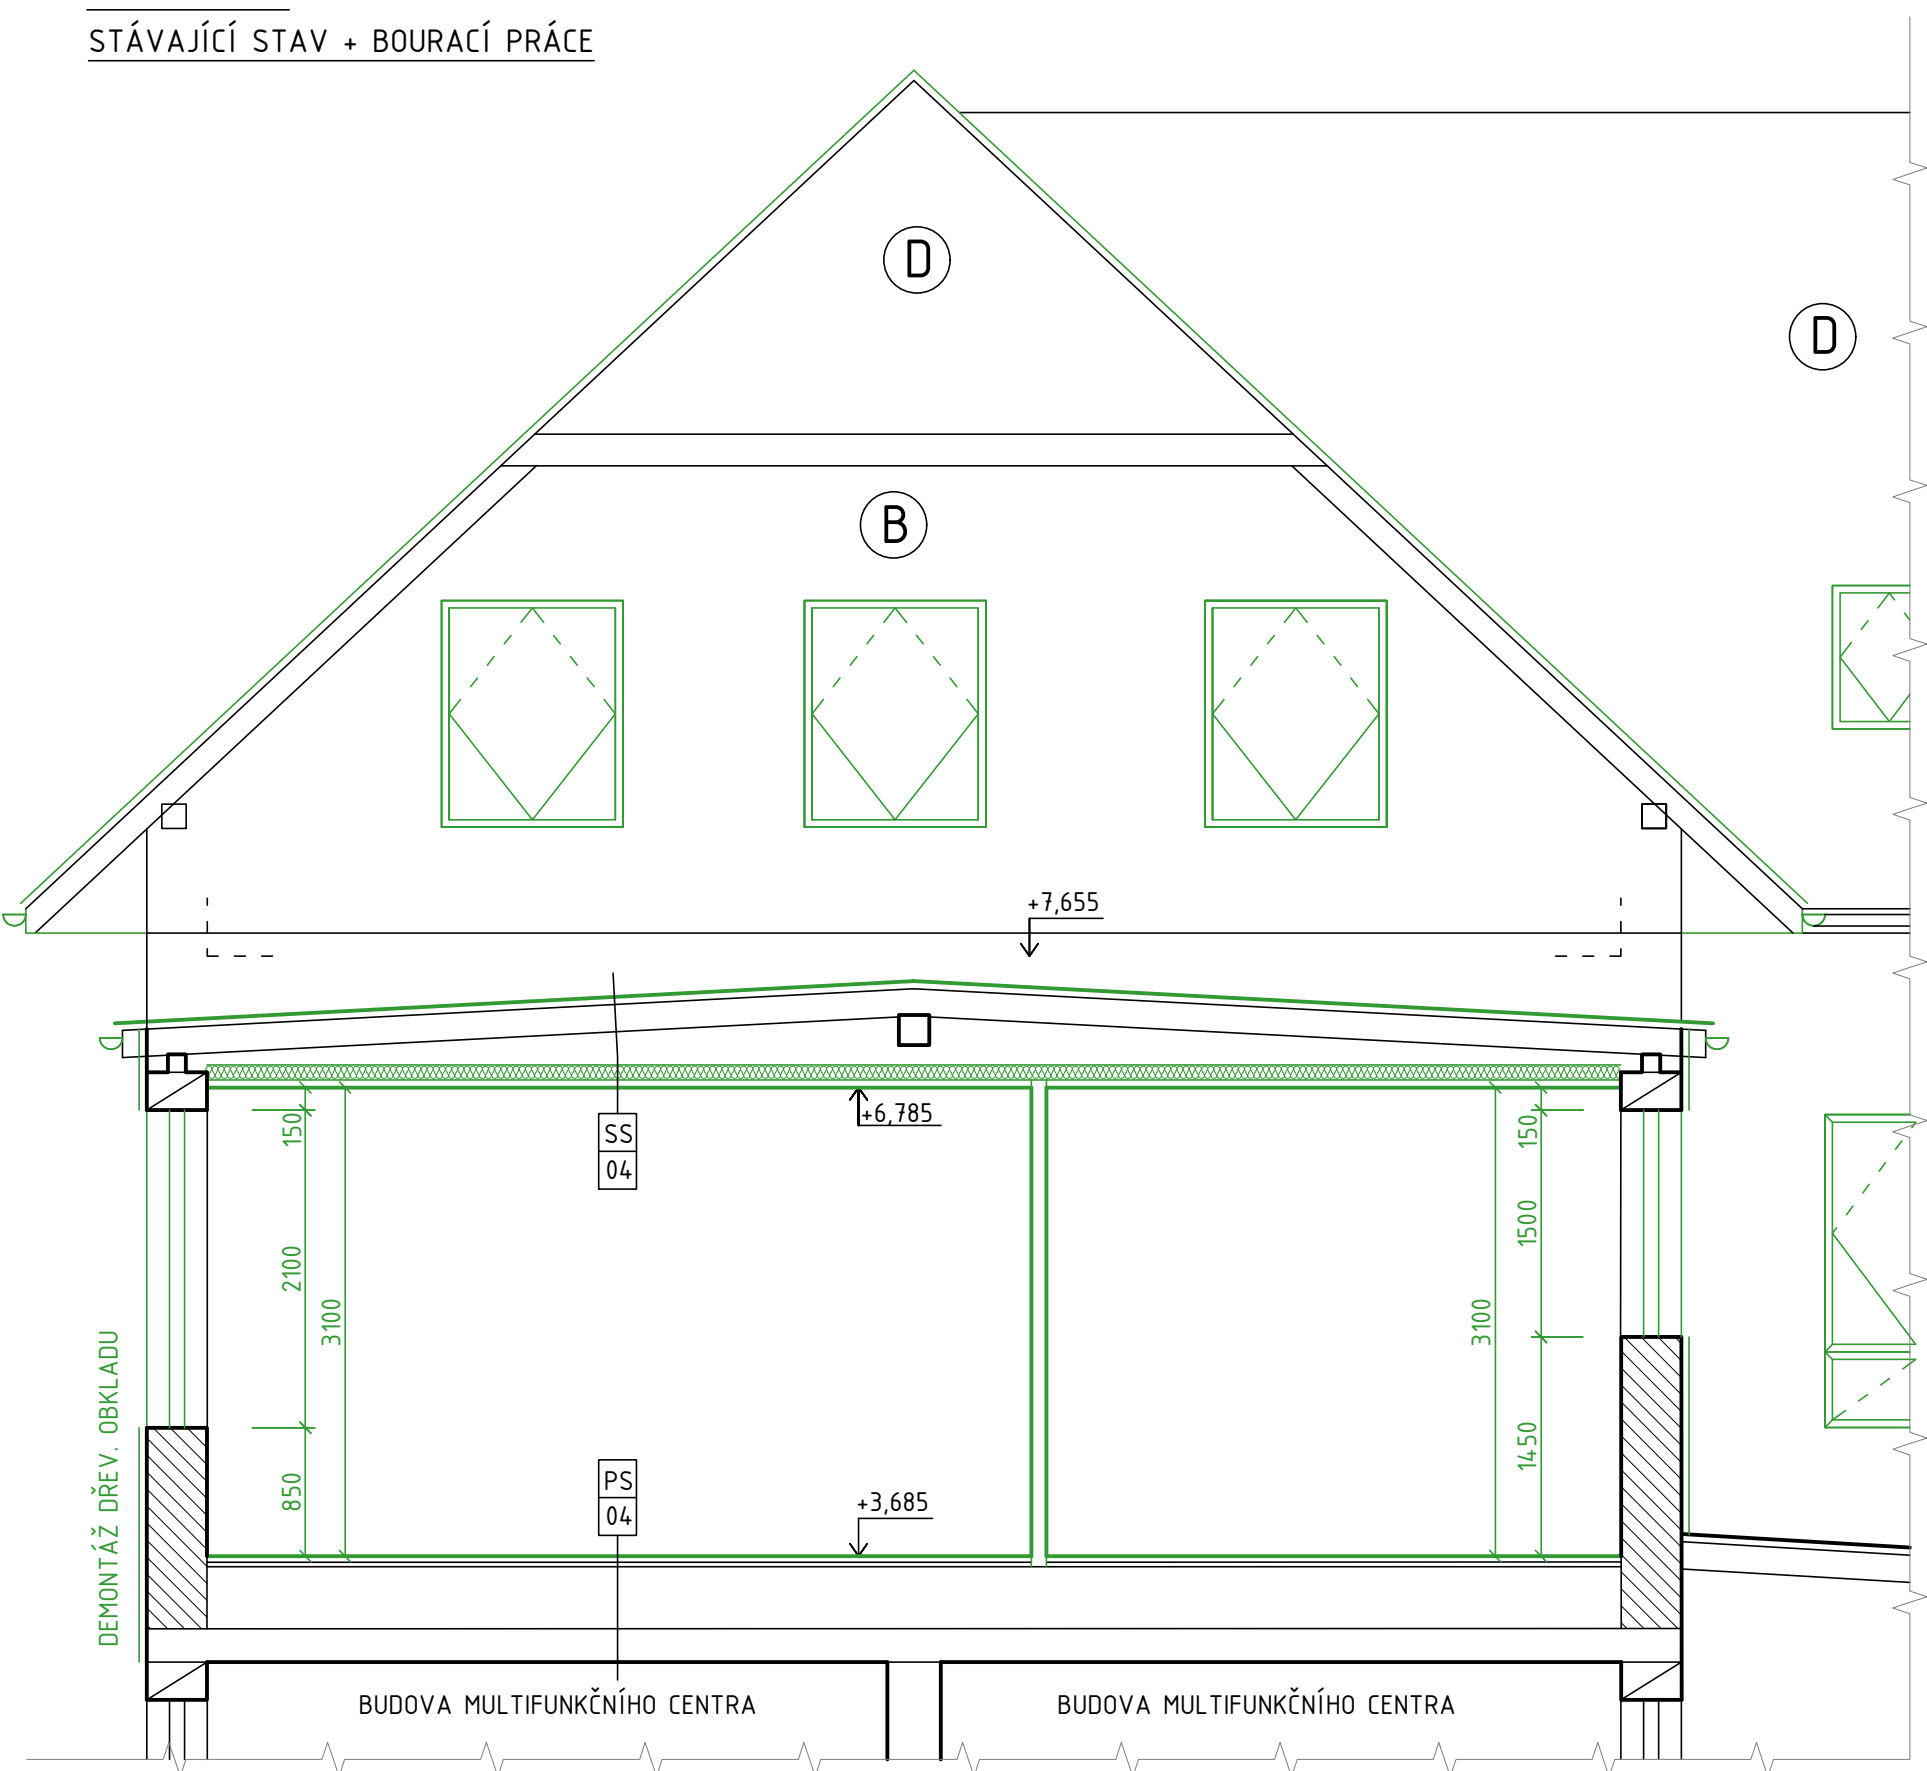 STÁVAJÍCÍ STAV + BOURACÍ PRÁCE
D
D
B
+7,655
+6,785
150
150
SS
04
2100
3100
1500
3100
DEMONTÁŽ DŘEV. OBKLADU
850
1450
PS
04
+3,685
BUDOVA MULTIFUNKČNÍHO CENTRA
BUDOVA MULTIFUNKČNÍHO CENTRA